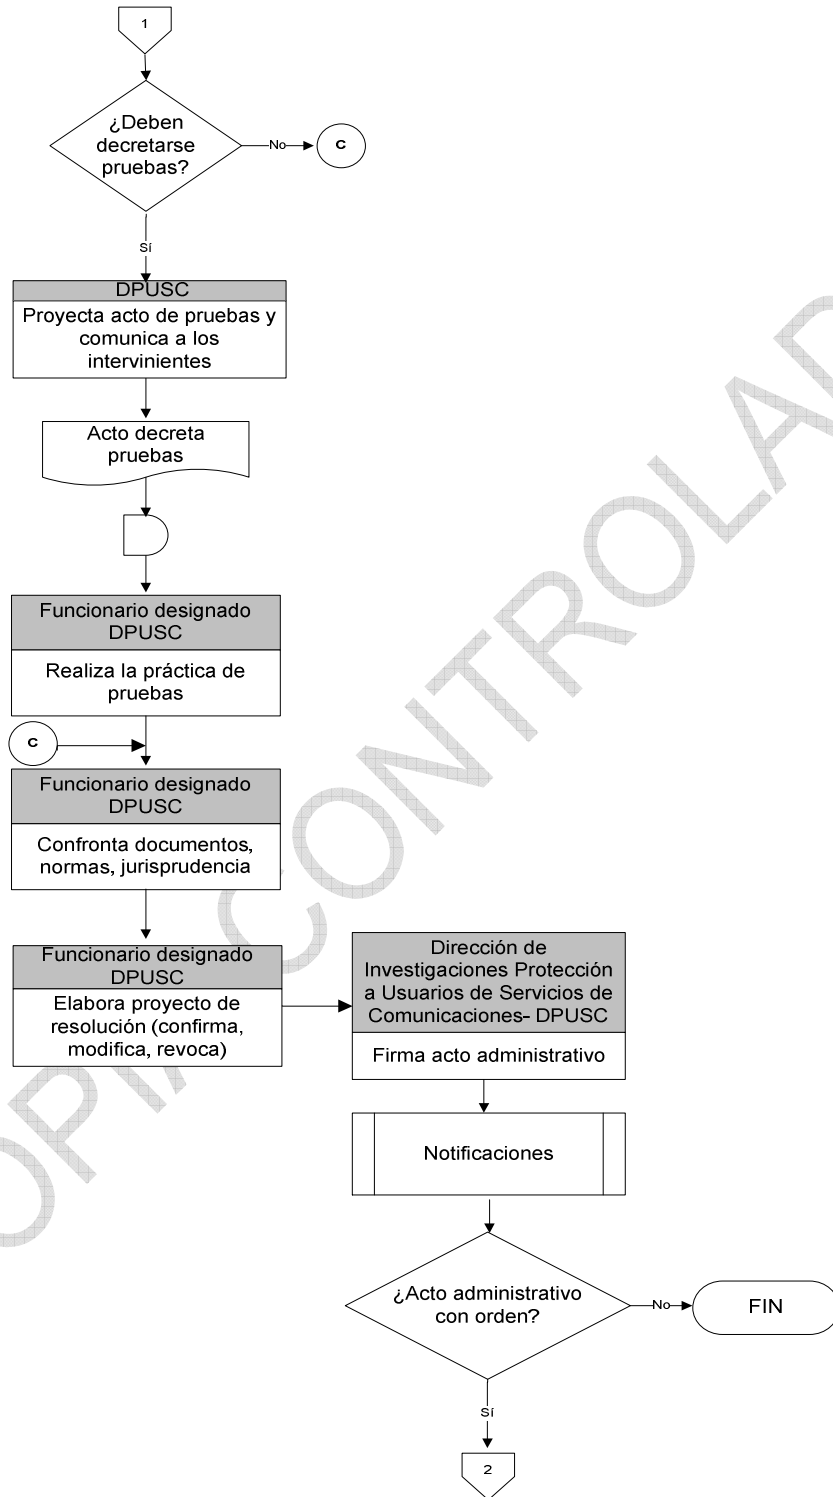 1
¿Deben
decretarse
pruebas?
No
C
Sí
DPUSC
Proyecta acto de pruebas y
comunica a los
intervinientes
Acto decreta
pruebas
Funcionario designado
DPUSC
Realiza la práctica de
pruebas
C
Funcionario designado
DPUSC
Confronta documentos,
normas, jurisprudencia
Funcionario designado
DPUSC
Elabora proyecto de
resolución (confirma,
modifica, revoca)
Dirección de
Investigaciones Protección
a Usuarios de Servicios de
Comunicaciones- DPUSC
Firma acto administrativo
Notificaciones
¿Acto administrativo
con orden?
No
FIN
Sí
2
OPIA CONTROLAD